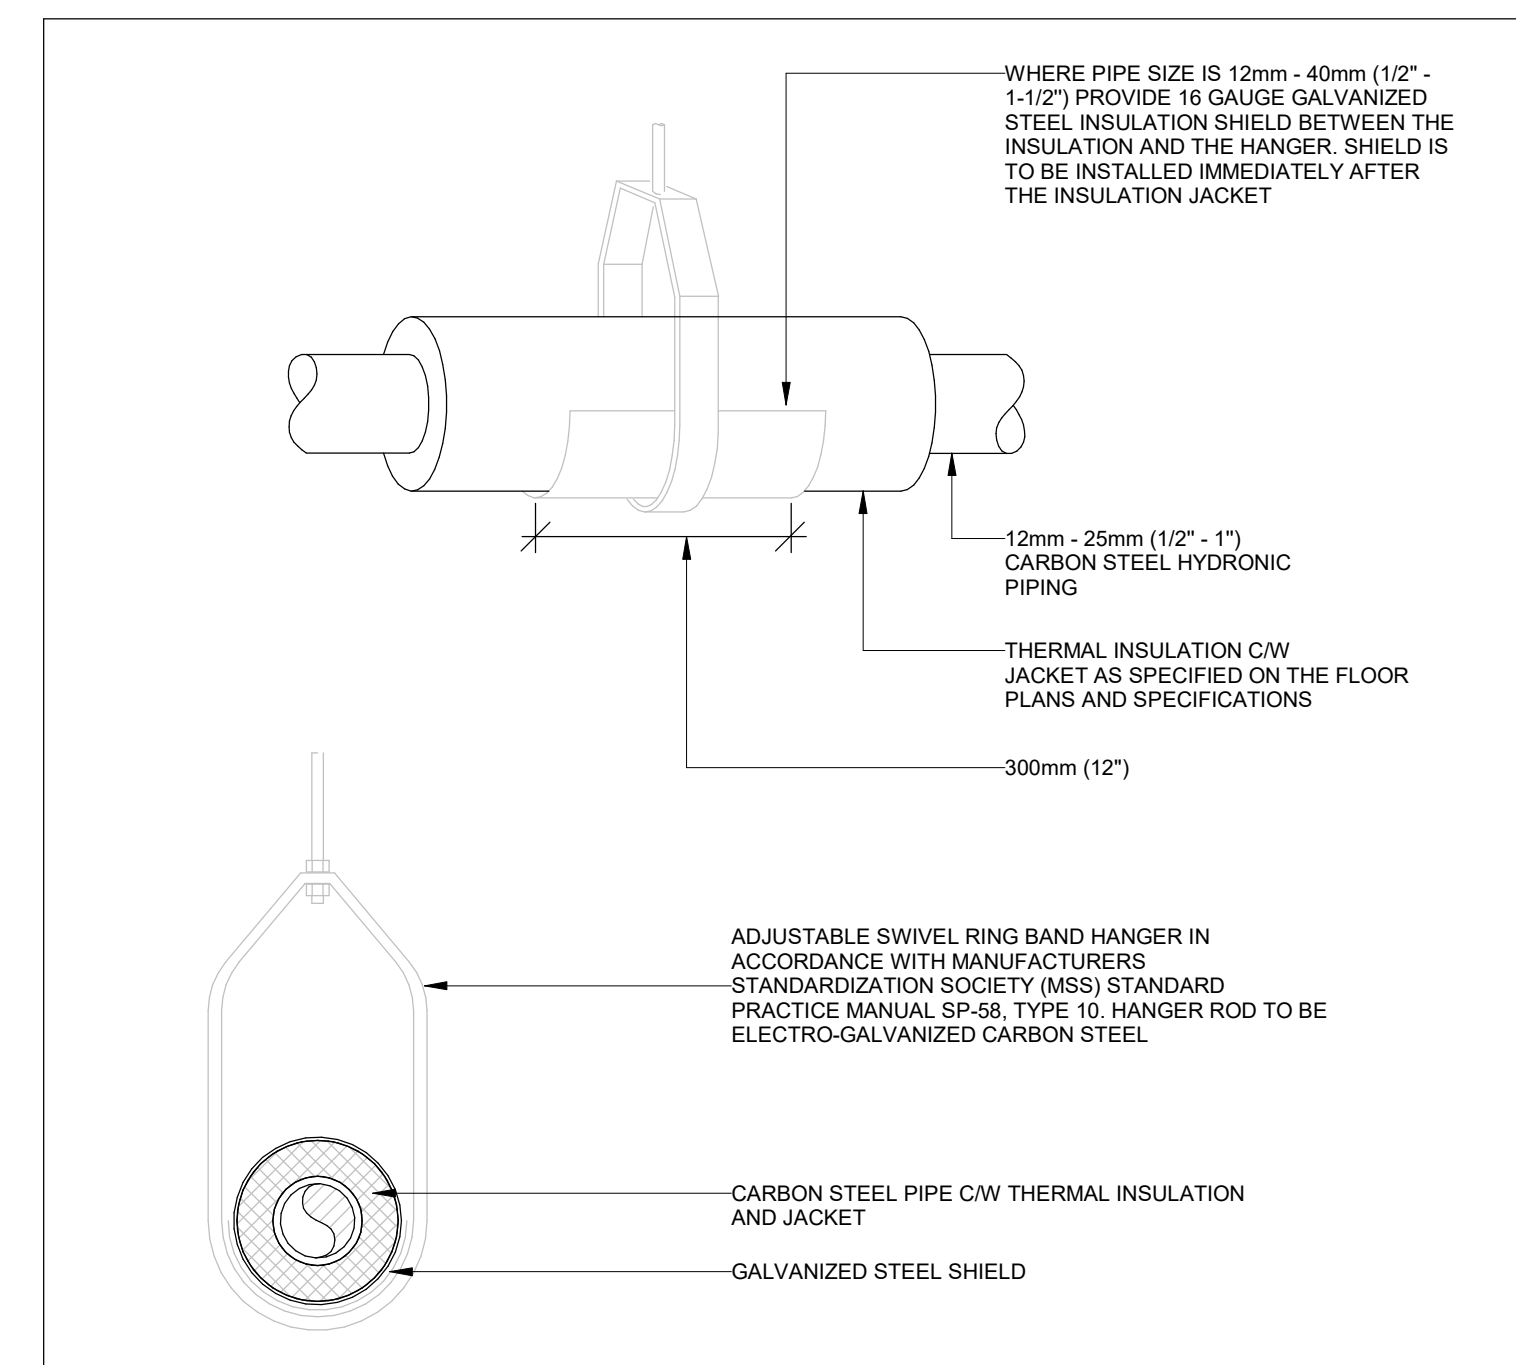 WHERE PIPE SIZE IS 12mm - 40mm (1/2" -
1-1/2") PROVIDE 16 GAUGE GALVANIZED
STEEL INSULATION SHIELD BETWEEN THE
INSULATION AND THE HANGER. SHIELD IS
TO BE INSTALLED IMMEDIATELY AFTER
THE INSULATION JACKET
12mm - 25mm (1/2" - 1")
CARBON STEEL HYDRONIC
PIPING
THERMAL INSULATION C/W
JACKET AS SPECIFIED ON THE FLOOR
PLANS AND SPECIFICATIONS
300mm (12")
ADJUSTABLE SWIVEL RING BAND HANGER IN
ACCORDANCE WITH MANUFACTURERS
STANDARDIZATION SOCIETY (MSS) STANDARD
PRACTICE MANUAL SP-58, TYPE 10. HANGER ROD TO BE
ELECTRO-GALVANIZED CARBON STEEL
CARBON STEEL PIPE C/W THERMAL INSULATION
AND JACKET
GALVANIZED STEEL SHIELD